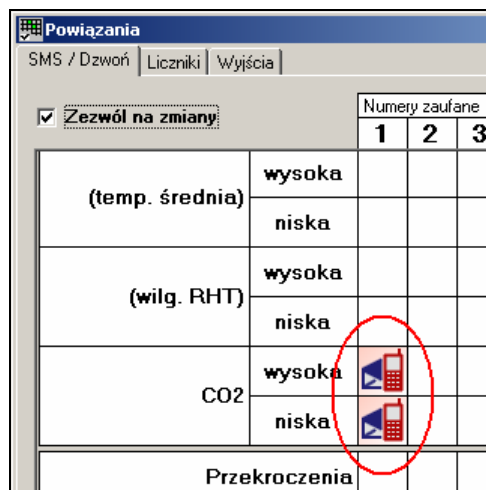 Powiązania
SMS / Dzwoń Liczniki Wyjścia
Zezwól na zmiany
Numery zaufane
1 2 3
(temp. średnia)
wysoka
niska
(wilg. RHT)
wysoka
niska
CO2
wysoka
niska
Przekroczenia